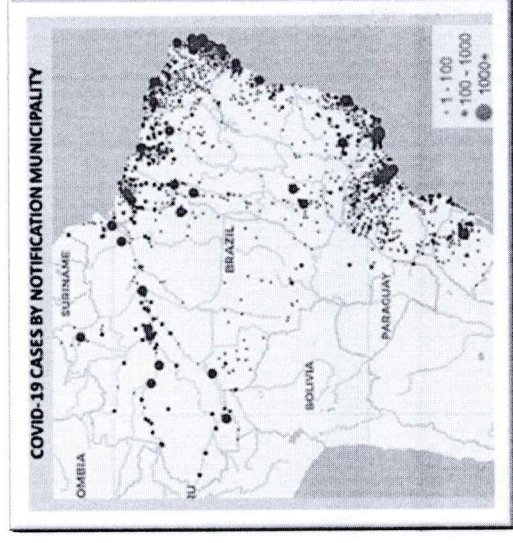 COVID-19 CASES BY NOTIFICATION MUNICIPALITY
OMBIA
SURINAME
RU
BRAZIL
BOLIVIA
PARAGUAY
1 - 100
100 - 1000
1000+